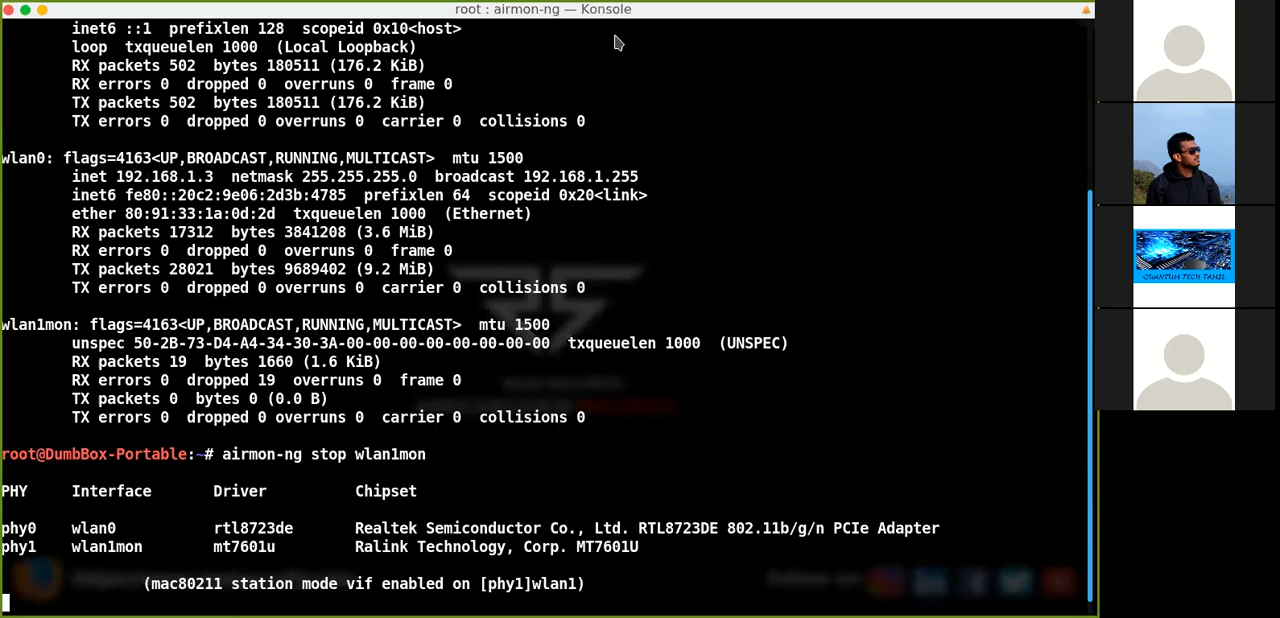 root : airmon-ng — Konsole
inet6 ::1  prefixlen 128  scopeid 0x10<host>
loop  txqueuelen 1000  (Local Loopback)
RX packets 502  bytes 180511 (176.2 KiB)
RX errors 0  dropped 0  overruns 0  frame 0
TX packets 502  bytes 180511 (176.2 KiB)
TX errors 0  dropped 0 overruns 0  carrier 0  collisions 0
wlan0: flags=4163<UP,BROADCAST,RUNNING,MULTICAST>  mtu 1500
inet 192.168.1.3  netmask 255.255.255.0  broadcast 192.168.1.255
inet6 fe80::20c2:9e06:2d3b:4785  prefixlen 64  scopeid 0x20<link>
ether 80:91:33:1a:0d:2d  txqueuelen 1000  (Ethernet)
RX packets 17312  bytes 3841208 (3.6 MiB)
RX errors 0  dropped 0  overruns 0  frame 0
TX packets 28021  bytes 9689402 (9.2 MiB)
TX errors 0  dropped 0 overruns 0  carrier 0  collisions 0
wlan1mon: flags=4163<UP,BROADCAST,RUNNING,MULTICAST>  mtu 1500
unspec 50-2B-73-D4-A4-34-30-3A-00-00-00-00-00-00-00-00  txqueuelen 1000  (UNSPEC)
RX packets 19  bytes 1660 (1.6 KiB)
RX errors 0  dropped 19  overruns 0  frame 0
TX packets 0  bytes 0 (0.0 B)
TX errors 0  dropped 0 overruns 0  carrier 0  collisions 0
root@DumbBox-Portable:~# airmon-ng stop wlan1mon
PHY     Interface       Driver          Chipset
phy0    wlan0           rtl8723de       Realtek Semiconductor Co., Ltd. RTL8723DE 802.11b/g/n PCIe Adapter
phy1    wlan1mon        mt7601u         Ralink Technology, Corp. MT7601U
(mac80211 station mode vif enabled on [phy1]wlan1)
QUANTUM TECH TAMIL